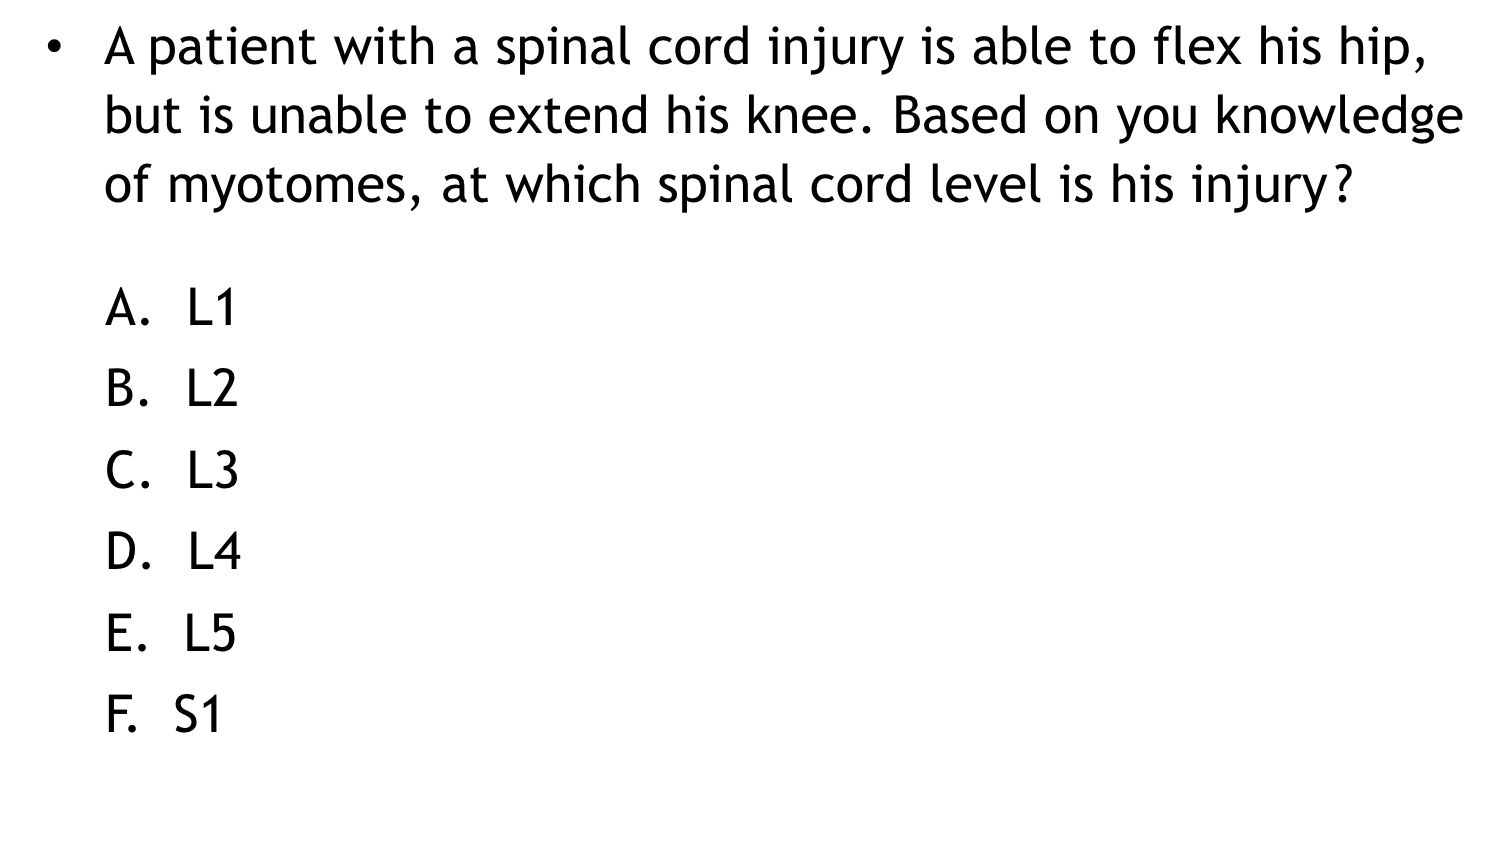 • A patient with a spinal cord injury is able to flex his hip,
but is unable to extend his knee. Based on you knowledge
of myotomes, at which spinal cord level is his injury?
A. L1
B. L2
C. L3
D. L4
E. L5
F. S1